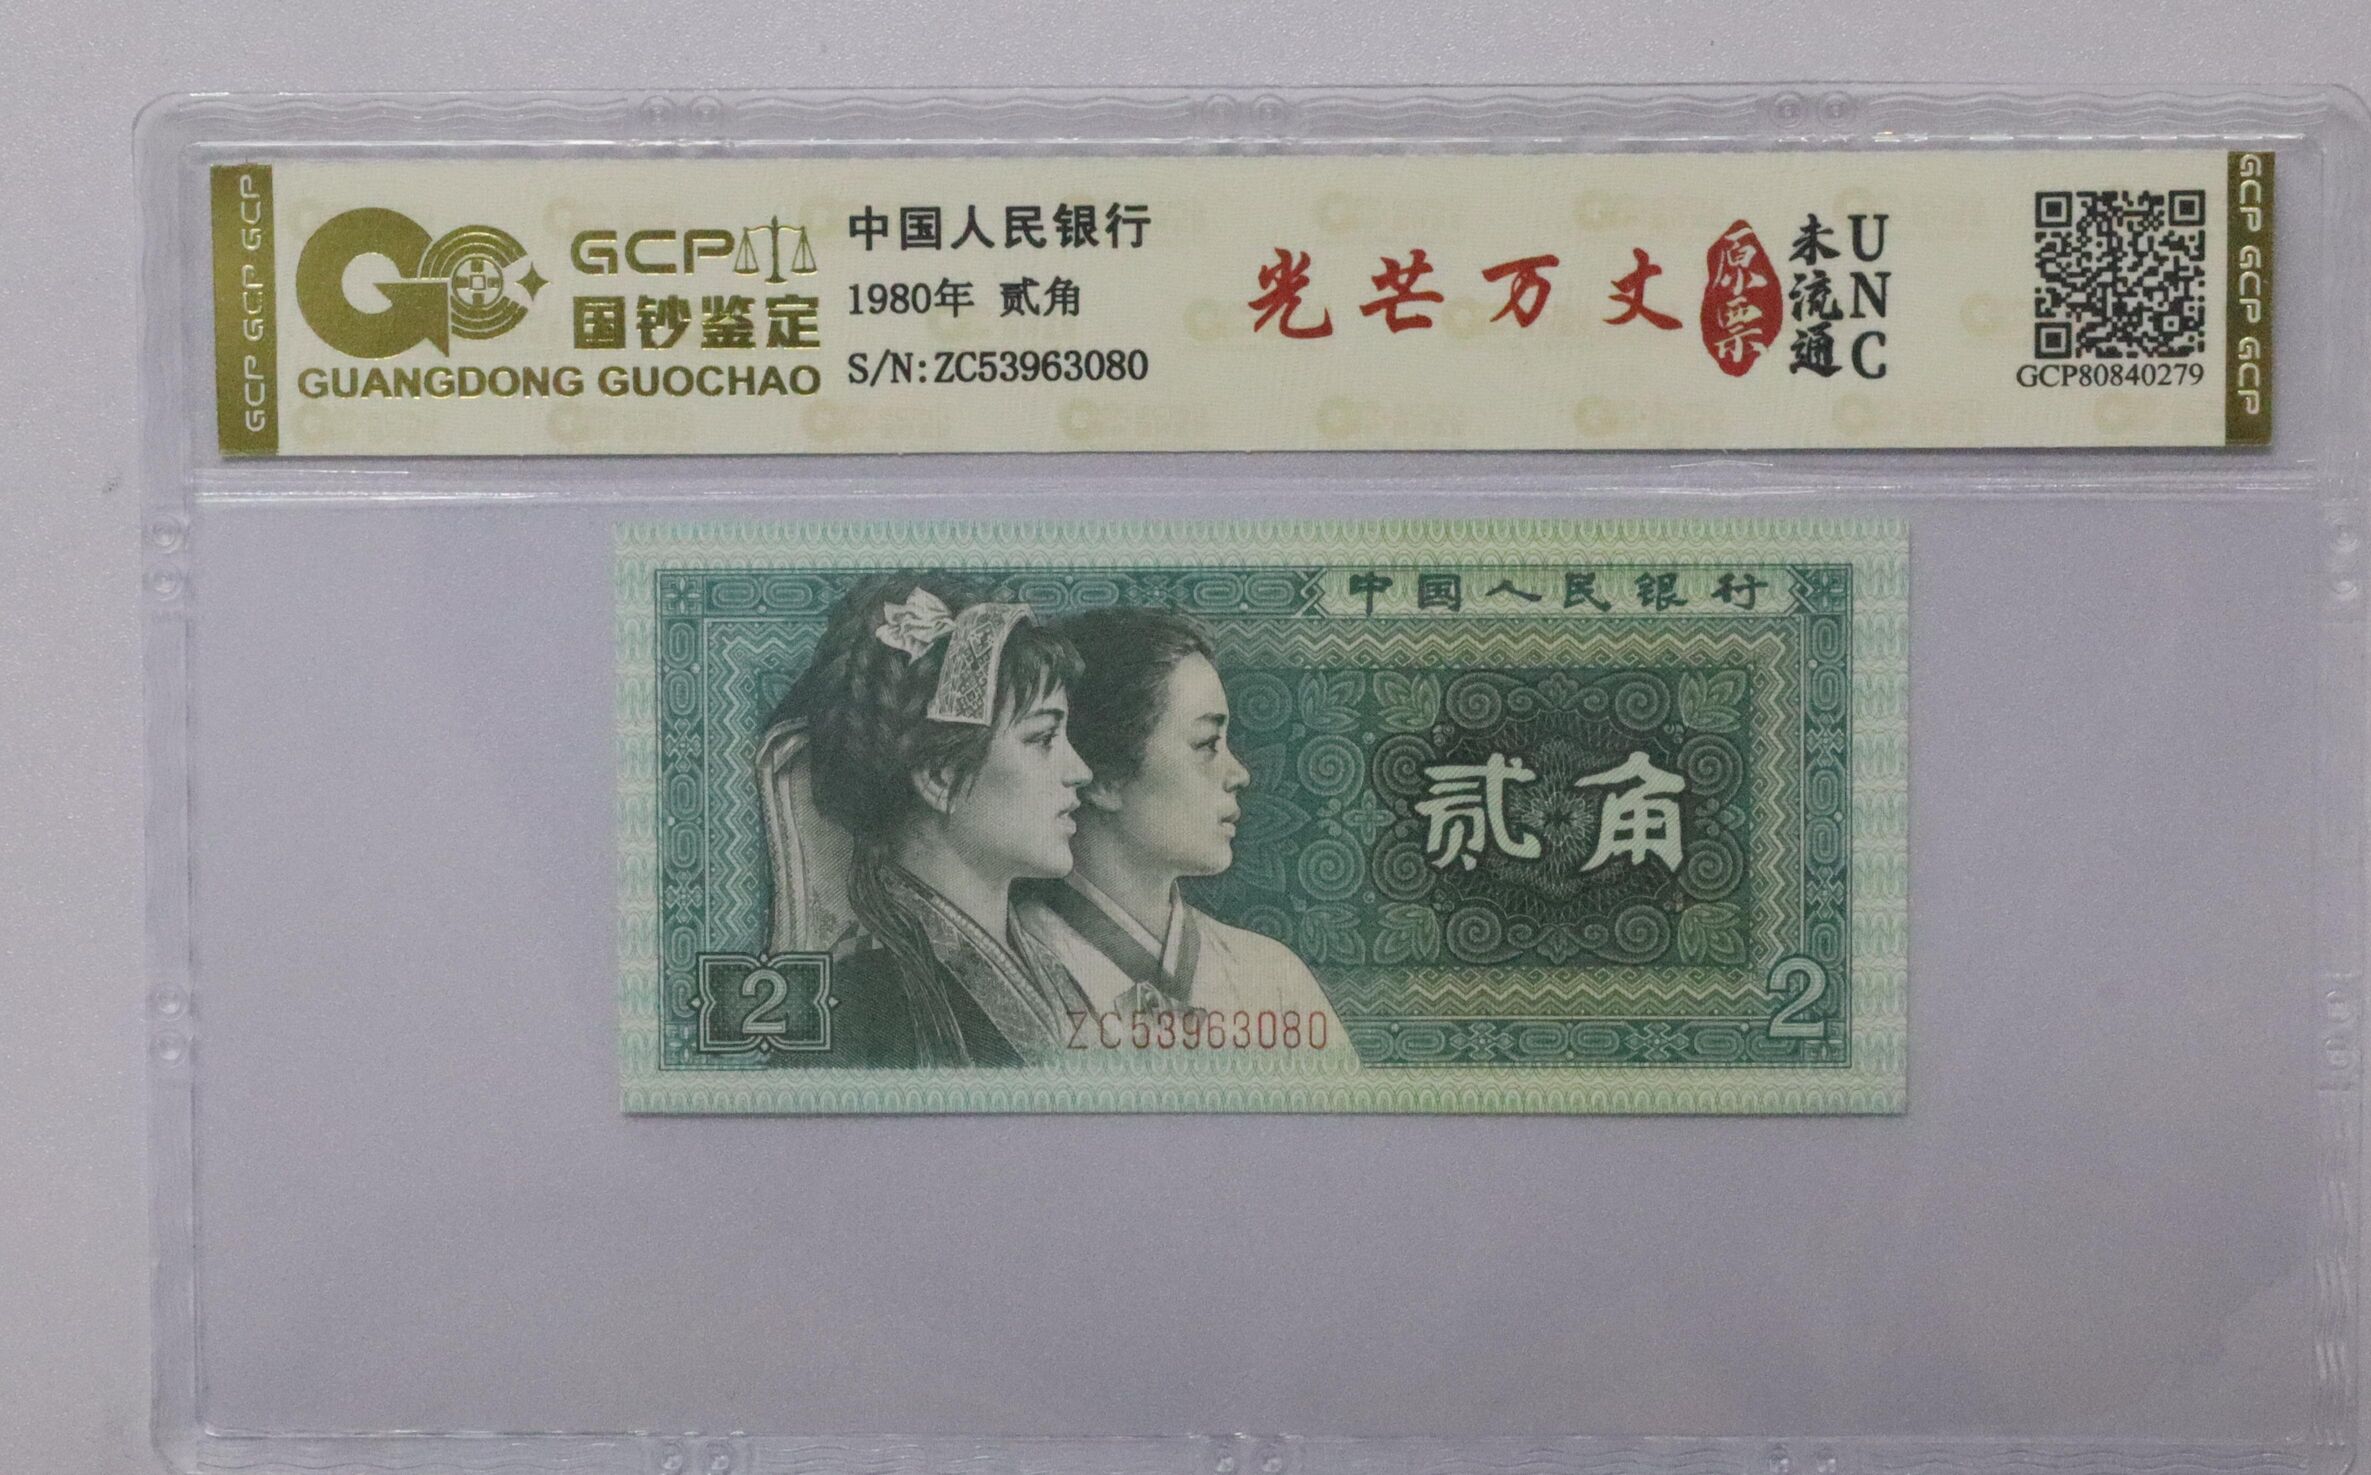 GCP GCP GCP
GCP
国钞鉴定
GUANGDONG GUOCHAO
中国人民银行
1980年 贰角
S/N:ZC53963080
光芒万丈
原票
未流通
UNC
GCP80840279
GCP GCP GCP
中国人民银行
贰角
2
ZC53963080
2